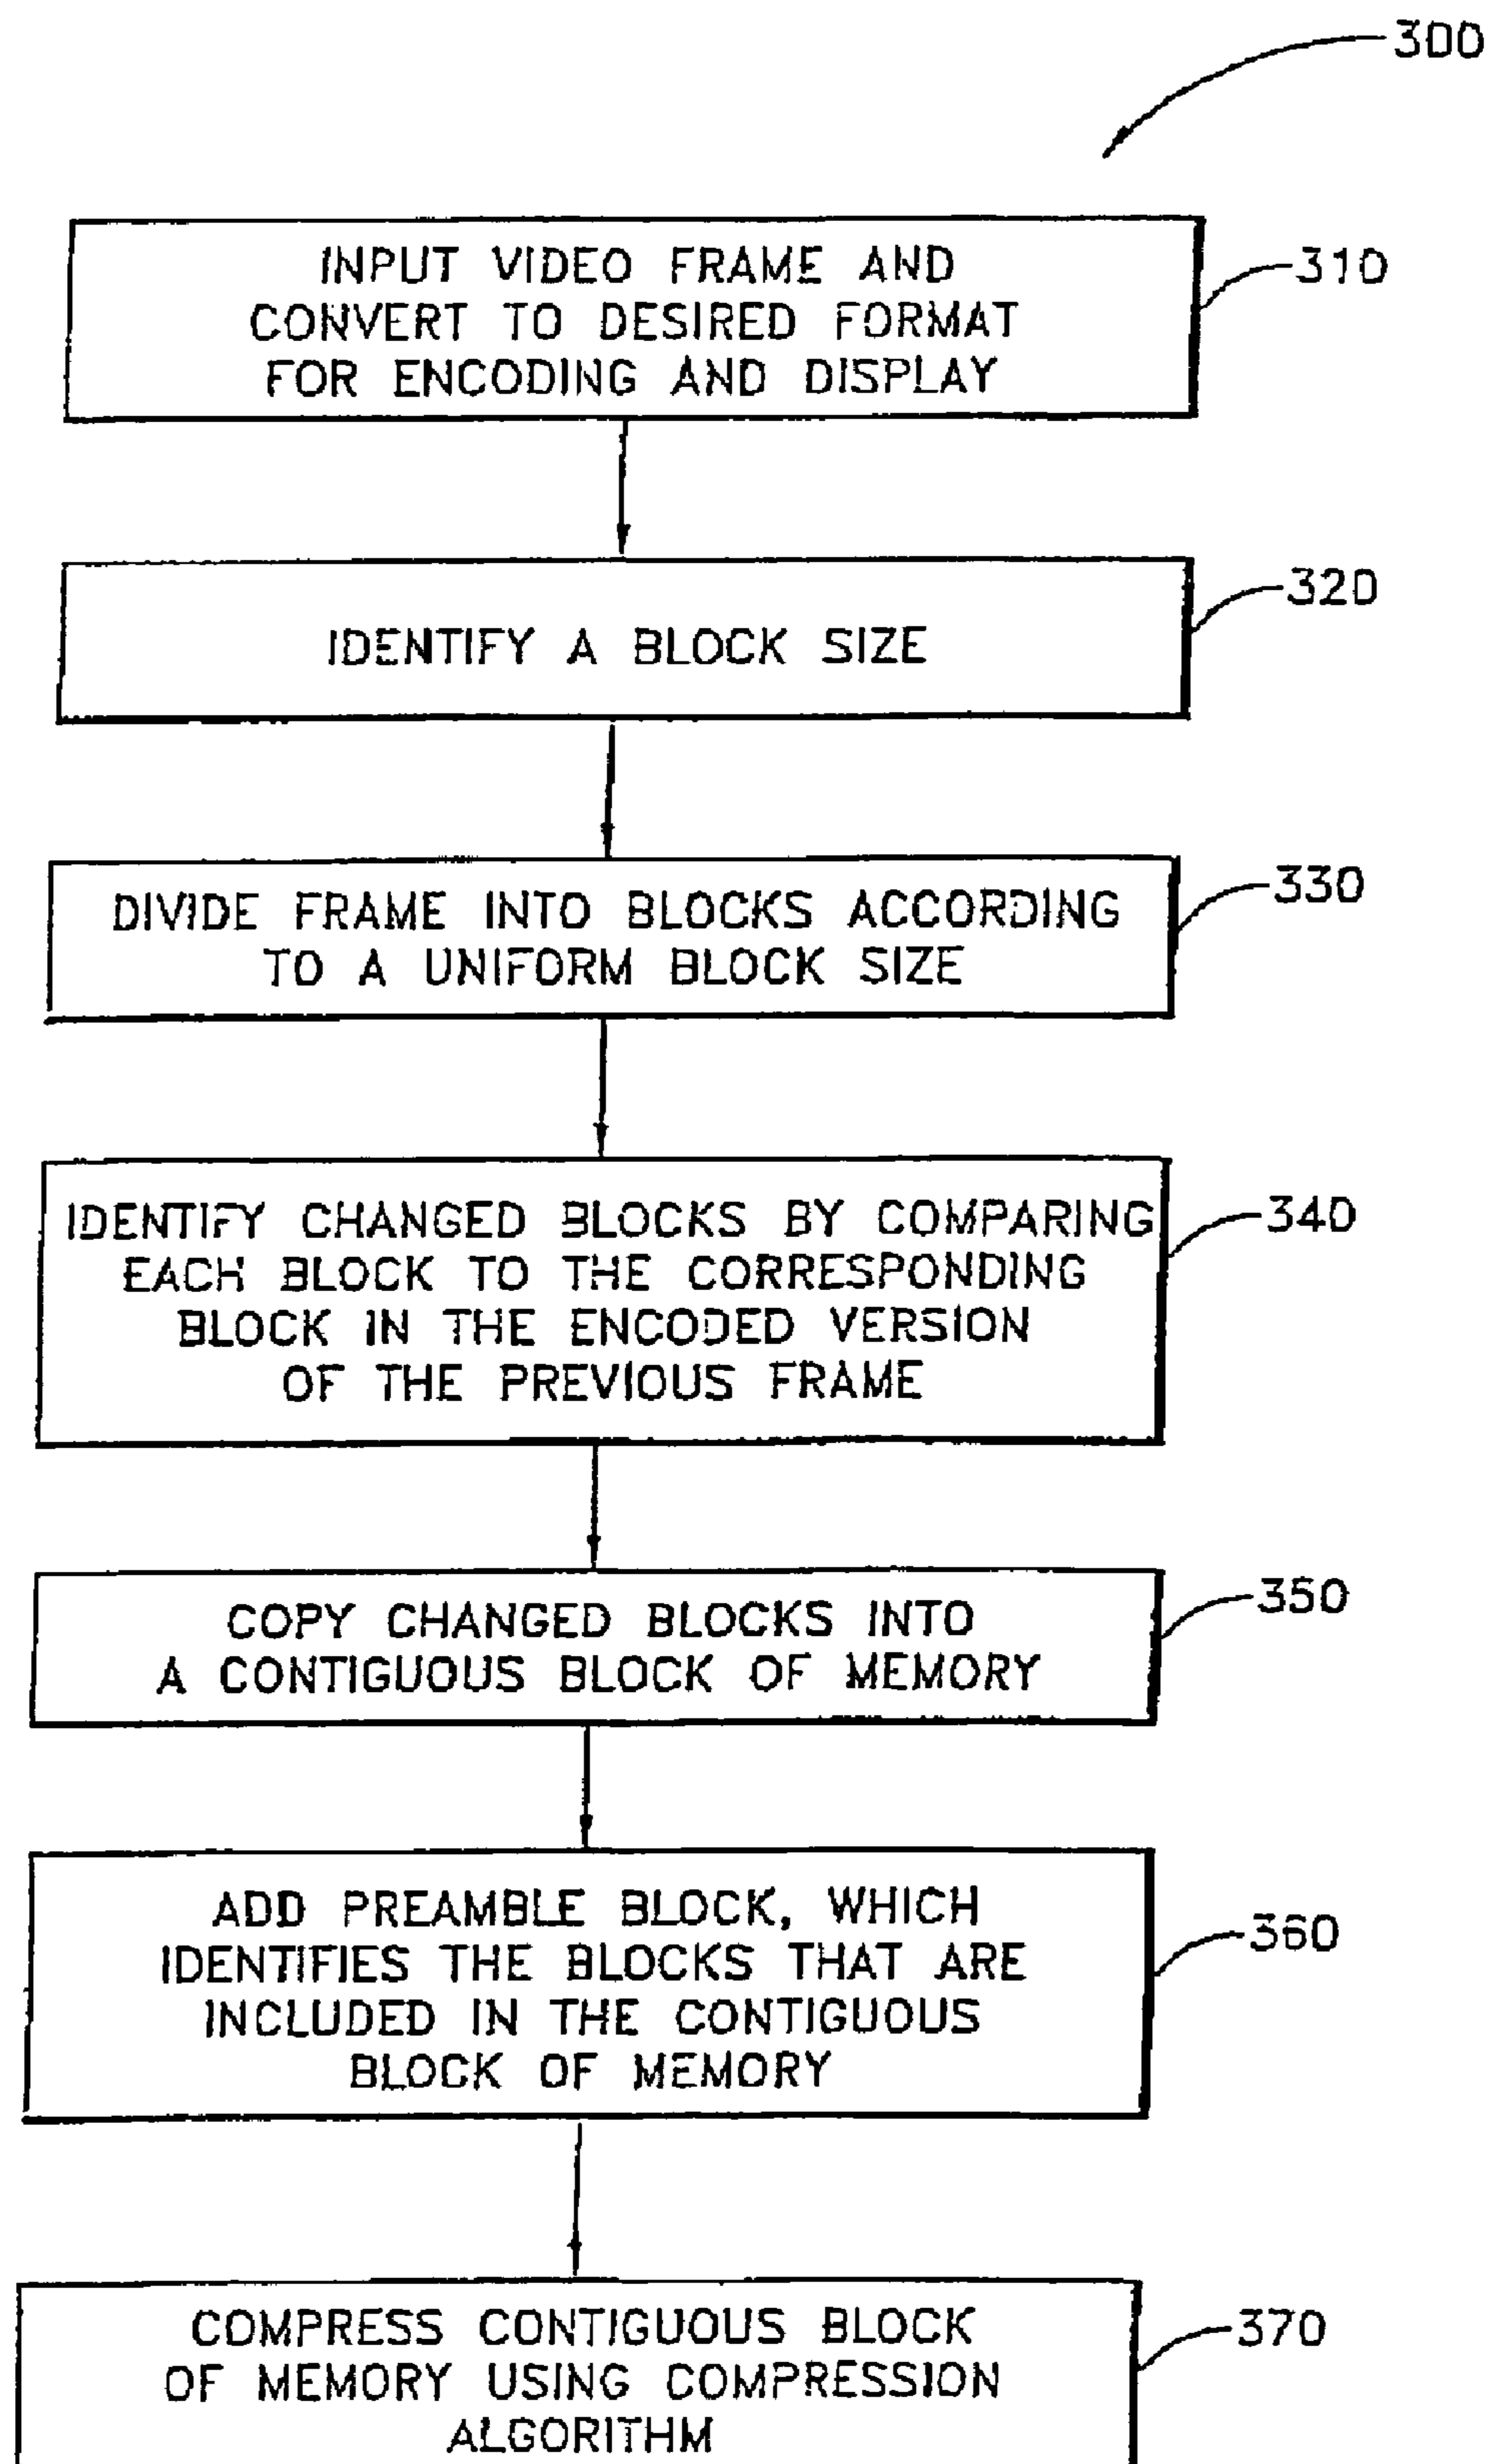 300
INPUT VIDEO FRAME AND
CONVERT TO DESIRED FORMAT
FOR ENCODING AND DISPLAY
310
IDENTIFY A BLOCK SIZE
320
DIVIDE FRAME INTO BLOCKS ACCORDING
TO A UNIFORM BLOCK SIZE
330
IDENTIFY CHANGED BLOCKS BY COMPARING
EACH BLOCK TO THE CORRESPONDING
BLOCK IN THE ENCODED VERSION
OF THE PREVIOUS FRAME
340
COPY CHANGED BLOCKS INTO
A CONTIGUOUS BLOCK OF MEMORY
350
ADD PREAMBLE BLOCK, WHICH
IDENTIFIES THE BLOCKS THAT ARE
INCLUDED IN THE CONTIGUOUS
BLOCK OF MEMORY
360
COMPRESS CONTIGUOUS BLOCK
OF MEMORY USING COMPRESSION
ALGORITHM
370